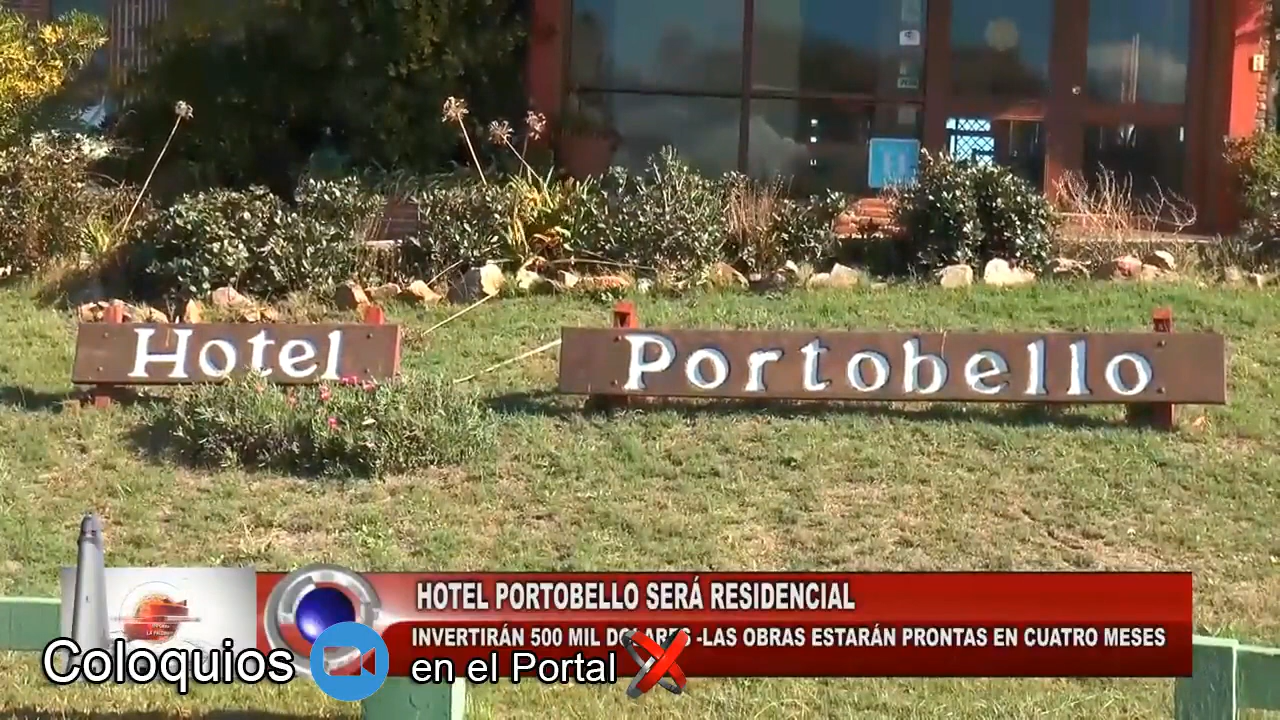 Hotel Portobello
HOTEL PORTOBELLO SERÁ RESIDENCIAL
INVERTIRÁN 500 MIL DOLARES -LAS OBRAS ESTARÁN PRONTAS EN CUATRO MESES
Coloquios en el Portal